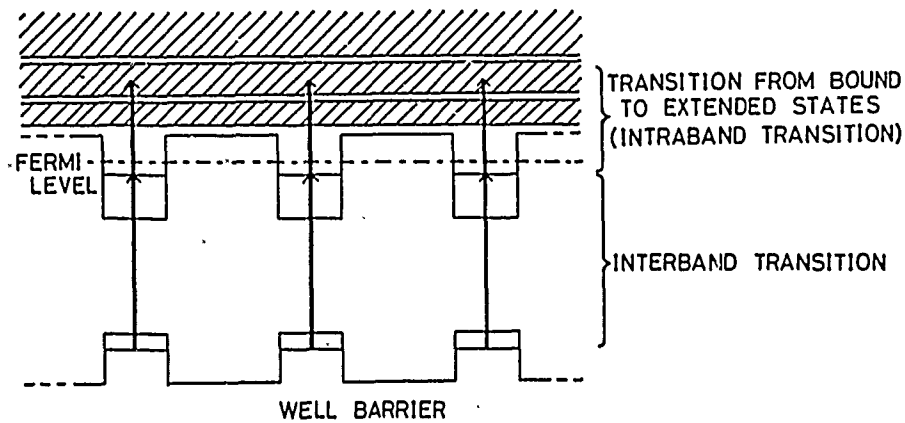 TRANSITION FROM BOUND
TO EXTENDED STATES
(INTRABAND TRANSITION)
FERMI
LEVEL
INTERBAND TRANSITION
WELL BARRIER